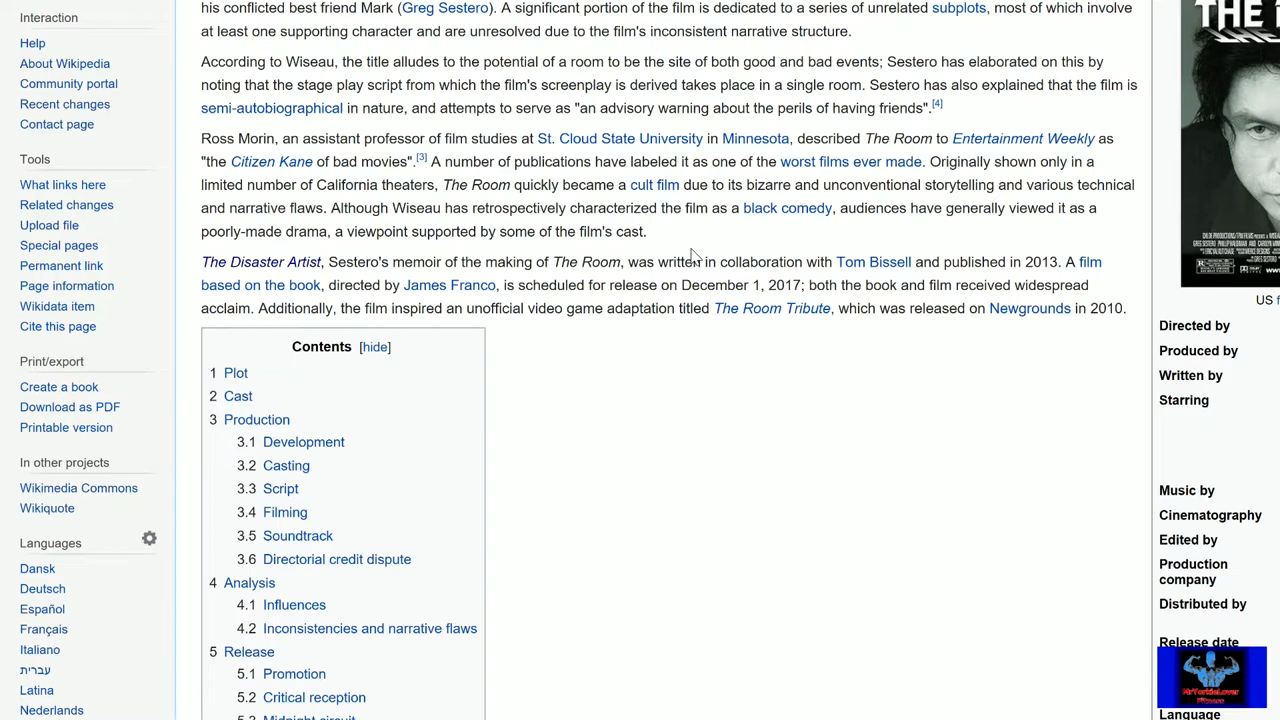 Interaction
Help
About Wikipedia
Community portal
Recent changes
Contact page
Tools
What links here
Related changes
Upload file
Special pages
Permanent link
Page information
Wikidata item
Cite this page
Print/export
Create a book
Download as PDF
Printable version
In other projects
Wikimedia Commons
Wikiquote
Languages
Dansk
Deutsch
Español
Français
Italiano
עברית
Latina
Nederlands
his conflicted best friend Mark (Greg Sestero). A significant portion of the film is dedicated to a series of unrelated subplots, most of which involve
at least one supporting character and are unresolved due to the film's inconsistent narrative structure.
According to Wiseau, the title alludes to the potential of a room to be the site of both good and bad events; Sestero has elaborated on this by
noting that the stage play script from which the film's screenplay is derived takes place in a single room. Sestero has also explained that the film is
semi-autobiographical in nature, and attempts to serve as "an advisory warning about the perils of having friends".[4]
Ross Morin, an assistant professor of film studies at St. Cloud State University in Minnesota, described The Room to Entertainment Weekly as
"the Citizen Kane of bad movies".[3] A number of publications have labeled it as one of the worst films ever made. Originally shown only in a
limited number of California theaters, The Room quickly became a cult film due to its bizarre and unconventional storytelling and various technical
and narrative flaws. Although Wiseau has retrospectively characterized the film as a black comedy, audiences have generally viewed it as a
poorly-made drama, a viewpoint supported by some of the film's cast.
The Disaster Artist, Sestero's memoir of the making of The Room, was written in collaboration with Tom Bissell and published in 2013. A film
based on the book, directed by James Franco, is scheduled for release on December 1, 2017; both the book and film received widespread
acclaim. Additionally, the film inspired an unofficial video game adaptation titled The Room Tribute, which was released on Newgrounds in 2010.
Contents [hide]
1 Plot
2 Cast
3 Production
3.1 Development
3.2 Casting
3.3 Script
3.4 Filming
3.5 Soundtrack
3.6 Directorial credit dispute
4 Analysis
4.1 Influences
4.2 Inconsistencies and narrative flaws
5 Release
5.1 Promotion
5.2 Critical reception
5.3 Midnight circuit
THE
US f
Directed by
Produced by
Written by
Starring
Music by
Cinematography
Edited by
Production
company
Distributed by
Release date
MrYorkieLover
Fitness
Language